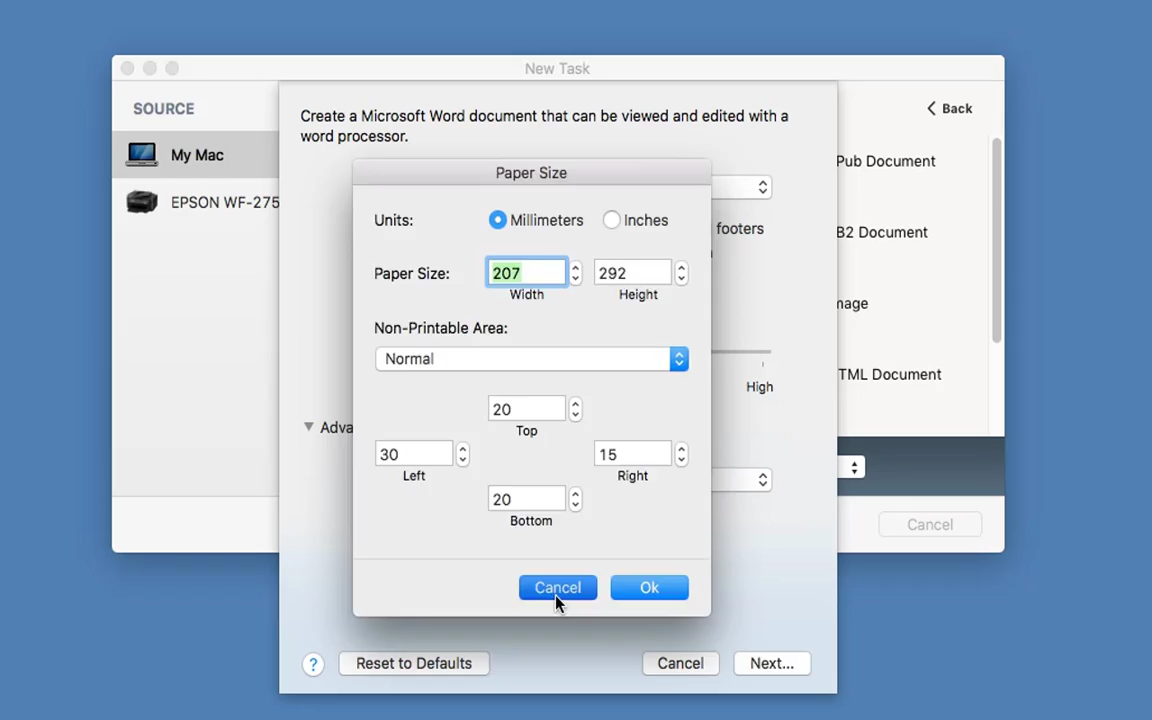 New Task
SOURCE
Back
Create a Microsoft Word document that can be viewed and edited with a
word processor.
My Mac
Pub Document
Paper Size
EPSON WF-275
Units:
Millimeters
Inches
footers
B2 Document
Paper Size:
207
292
Width
Height
mage
Non-Printable Area:
Normal
TML Document
High
20
Top
Adva
30
15
Left
Right
20
Bottom
Cancel
Cancel
Ok
?
Reset to Defaults
Cancel
Next...